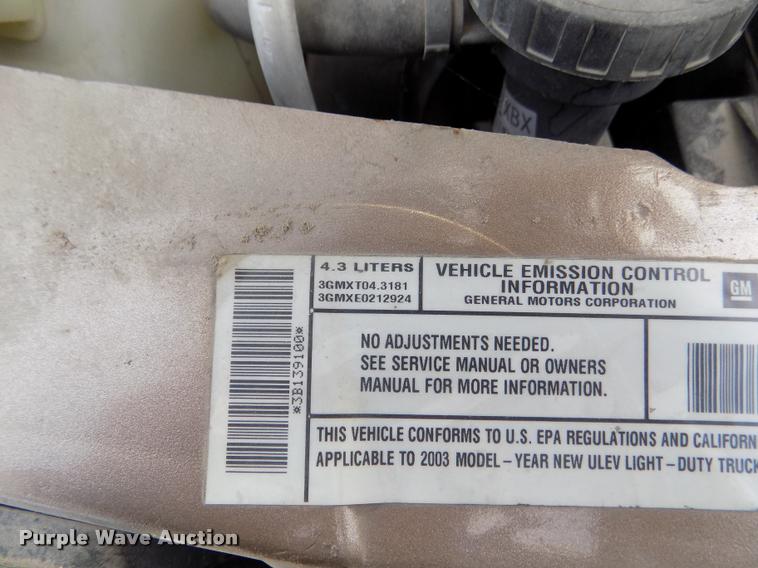 XBX
4.3 LITERS
3GMXT04.3181
3GMXE0212924
VEHICLE EMISSION CONTROL
INFORMATION
GENERAL MOTORS CORPORATION
GM
*3B139100*
NO ADJUSTMENTS NEEDED.
SEE SERVICE MANUAL OR OWNERS
MANUAL FOR MORE INFORMATION.
THIS VEHICLE CONFORMS TO U.S. EPA REGULATIONS AND CALIFORN
APPLICABLE TO 2003 MODEL-YEAR NEW ULEV LIGHT-DUTY TRUCK
Purple Wave Auction